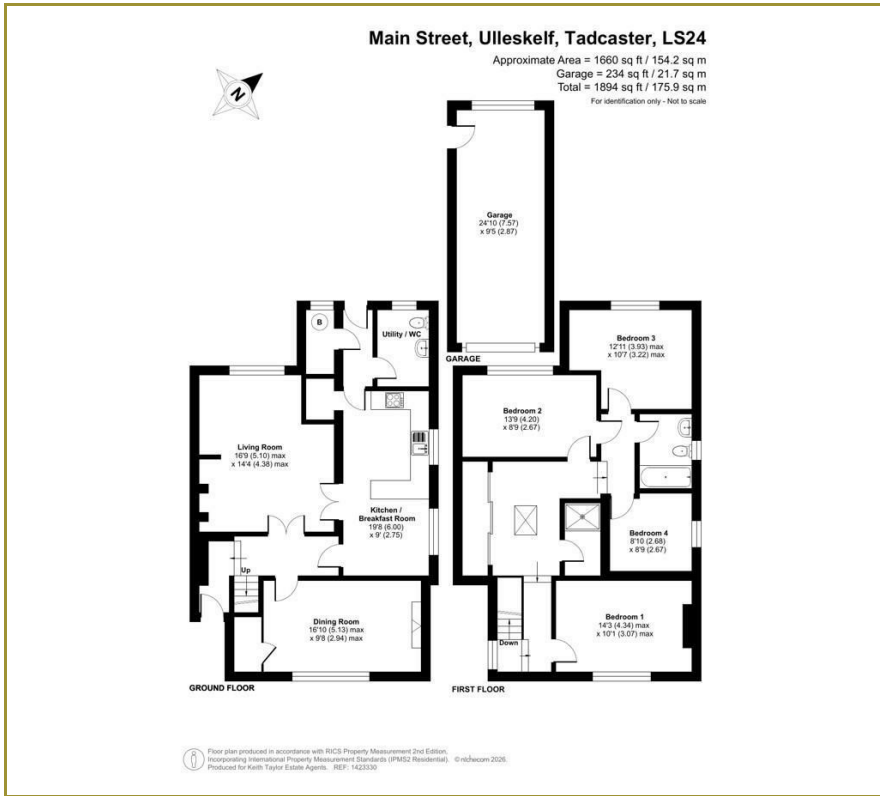 Main Street, Ulleskelf, Tadcaster, LS24
Approximate Area = 1660 sq ft / 154.2 sq m
Garage = 234 sq ft / 21.7 sq m
Total = 1894 sq ft / 175.9 sq m
For identification only - Not to scale
N
Garage
24'10 (7.57)
x 9'5 (2.87)
GARAGE
B
Utility / WC
Living Room
16'9 (5.10) max
x 14'4 (4.38) max
Kitchen /
Breakfast Room
19'8 (6.00)
x 9' (2.75)
Up
Dining Room
16'10 (5.13) max
x 9'8 (2.94) max
GROUND FLOOR
Bedroom 3
12'11 (3.93) max
x 10'7 (3.22) max
Bedroom 2
13'9 (4.20)
x 8'9 (2.67)
Bedroom 4
8'10 (2.68)
x 8'9 (2.67)
Bedroom 1
14'3 (4.34) max
x 10'1 (3.07) max
Down
FIRST FLOOR
Floor plan produced in accordance with RICS Property Measurement 2nd Edition,
Incorporating International Property Measurement Standards (IPMS2 Residential). ©nichecom 2026.
Produced for Keith Taylor Estate Agents. REF: 1423330